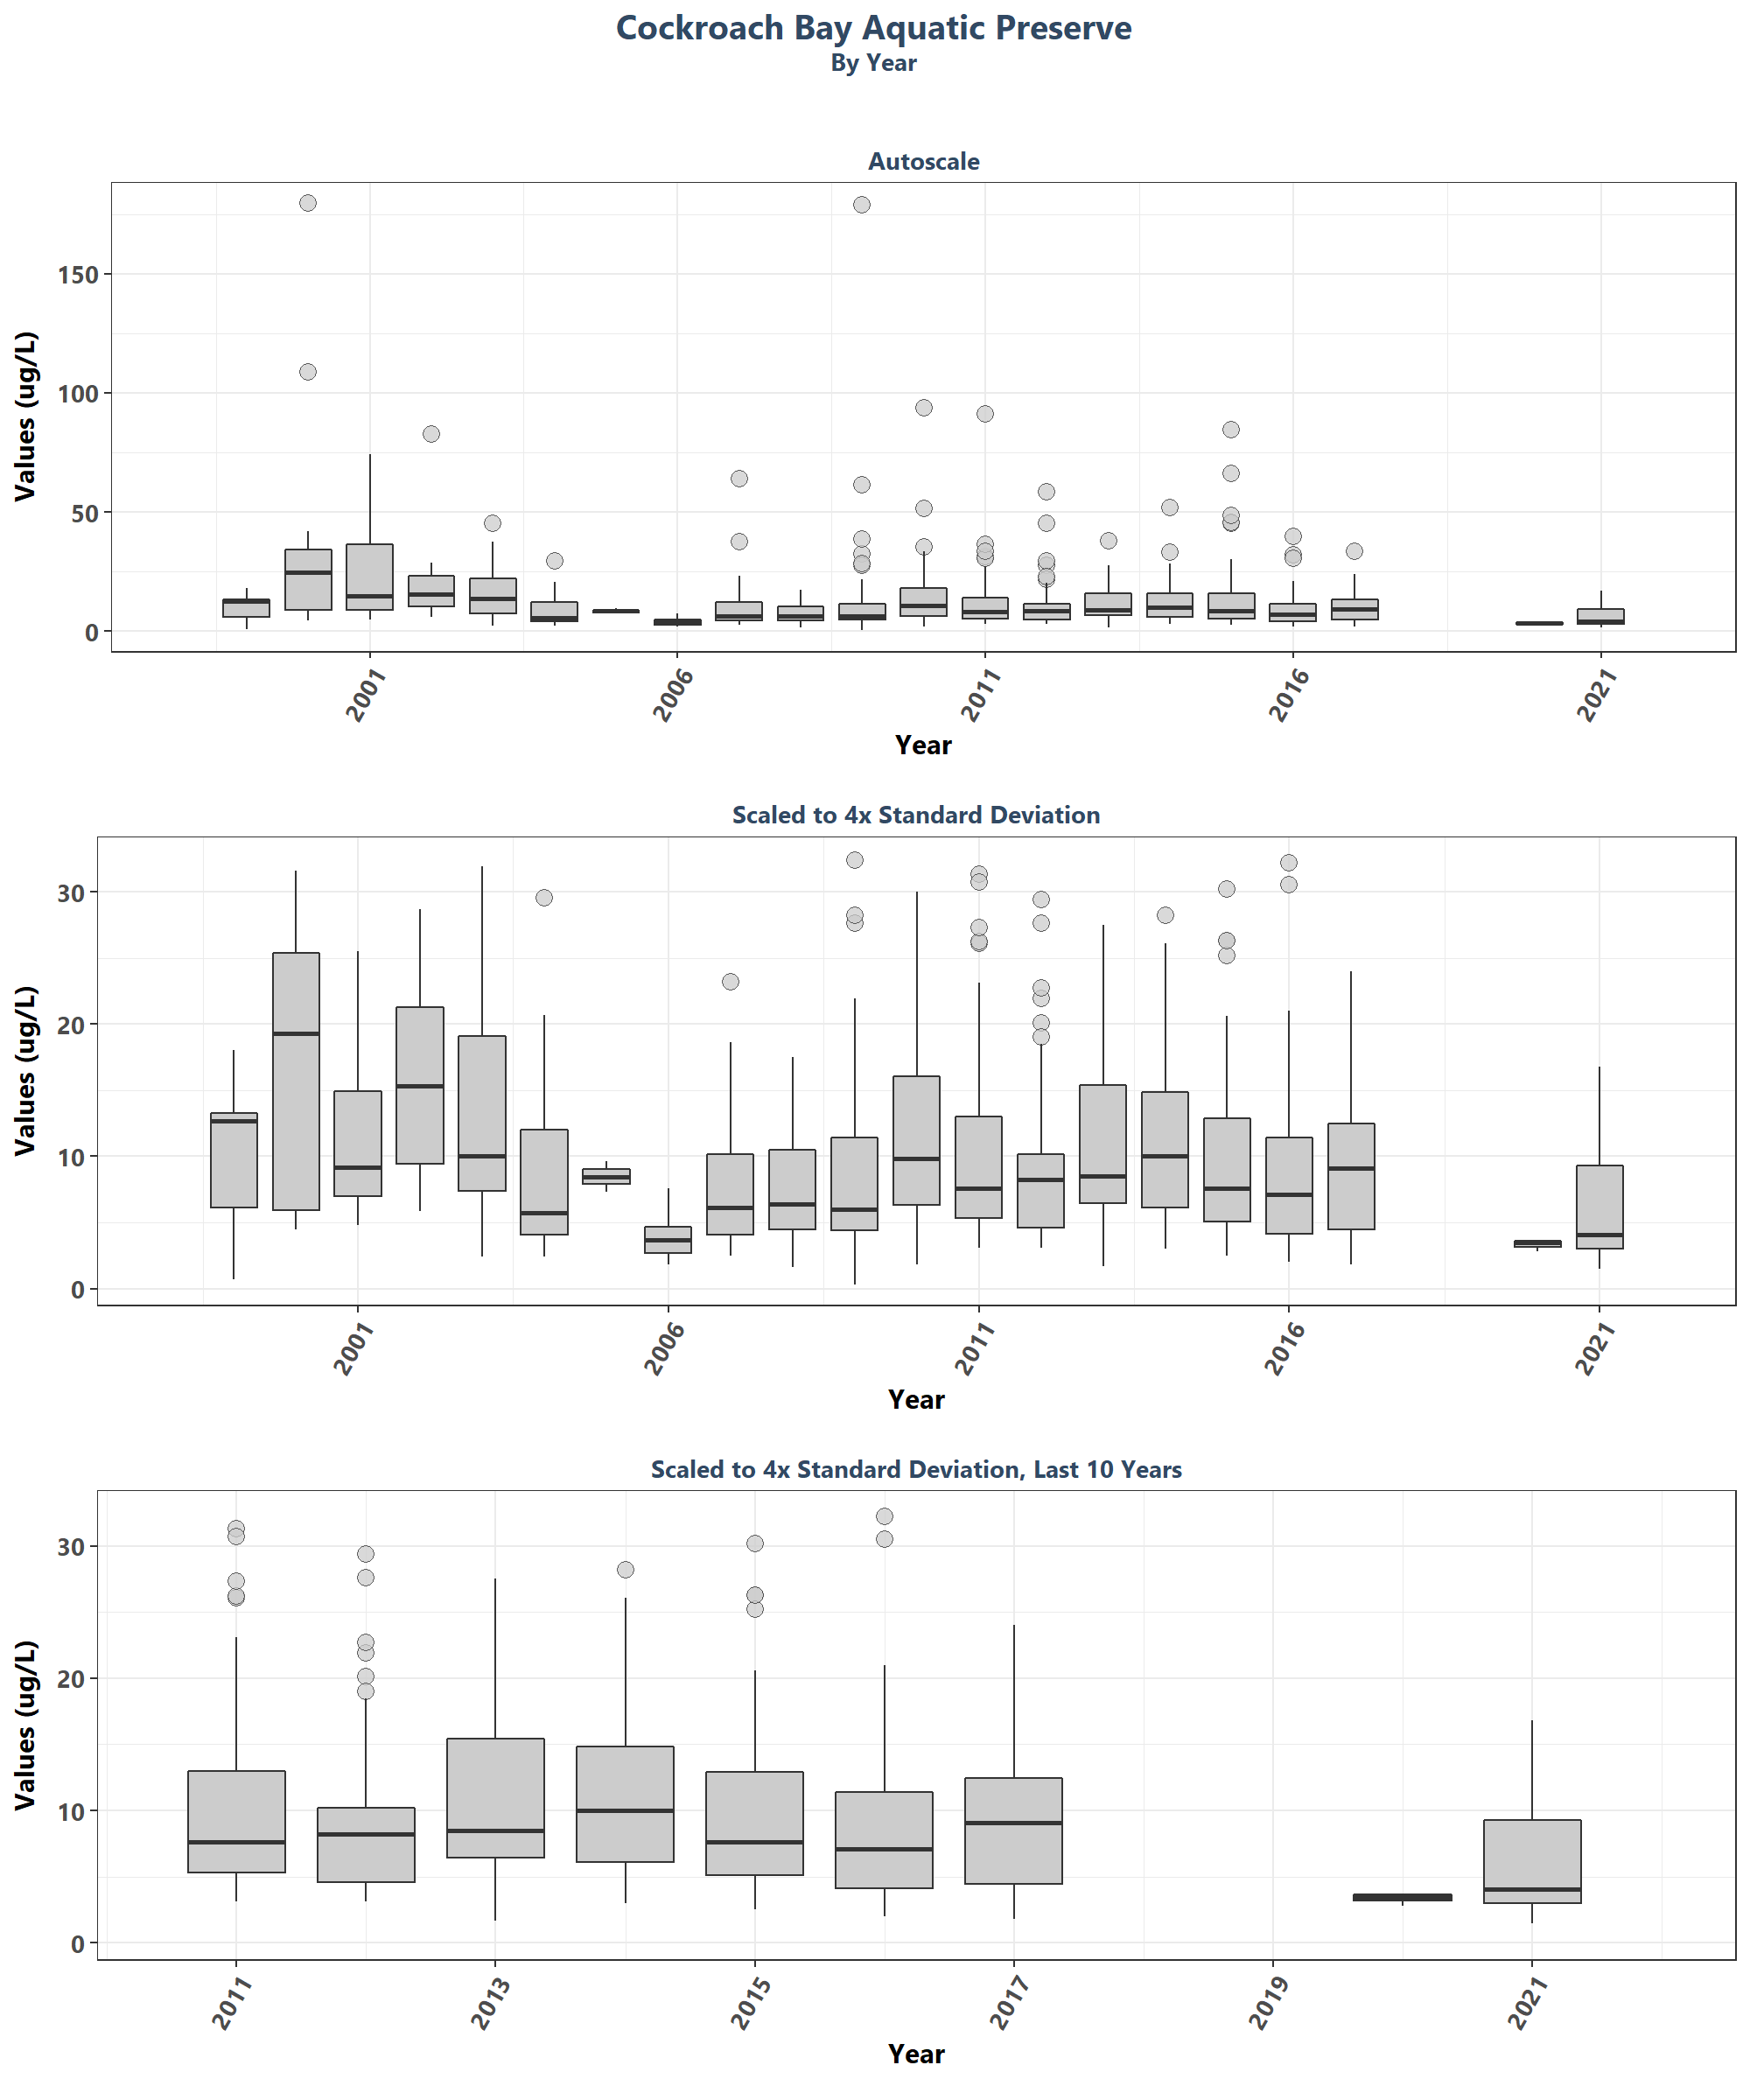 Cockroach Bay Aquatic Preserve
By Year
Autoscale
Values (ug/L)
150
100
50
0
2001
2006
2011
2016
2021
Year
Scaled to 4x Standard Deviation
Values (ug/L)
30
20
10
0
2001
2006
2011
2016
2021
Year
Scaled to 4x Standard Deviation, Last 10 Years
Values (ug/L)
30
20
10
0
2011
2013
2015
2017
2019
2021
Year